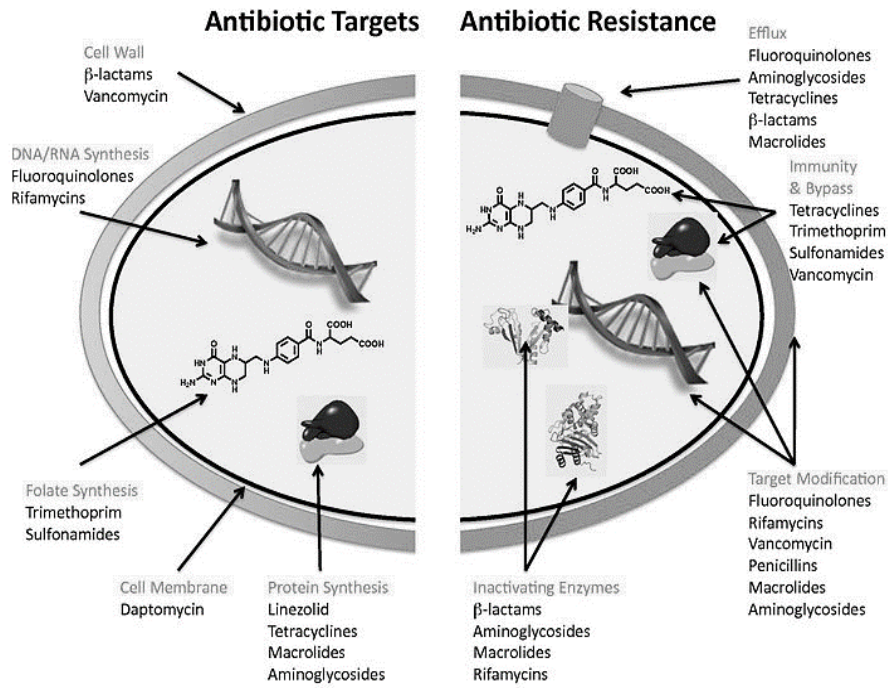 Antibiotic Targets
Cell Wall
β-lactams
Vancomycin
DNA/RNA Synthesis
Fluoroquinolones
Rifamycins
O
H
N
HN
H₂N
N
N
H
N
H
O
N
H
COOH
COOH
Folate Synthesis
Trimethoprim
Sulfonamides
Cell Membrane
Daptomycin
Protein Synthesis
Linezolid
Tetracyclines
Macrolides
Aminoglycosides
Antibiotic Resistance
Efflux
Fluoroquinolones
Aminoglycosides
Tetracyclines
β-lactams
Macrolides
O
H
N
HN
H₂N
N
N
H
N
H
O
N
H
COOH
COOH
Immunity
& Bypass
Tetracyclines
Trimethoprim
Sulfonamides
Vancomycin
Inactivating Enzymes
β-lactams
Aminoglycosides
Macrolides
Rifamycins
Target Modification
Fluoroquinolones
Rifamycins
Vancomycin
Penicillins
Macrolides
Aminoglycosides